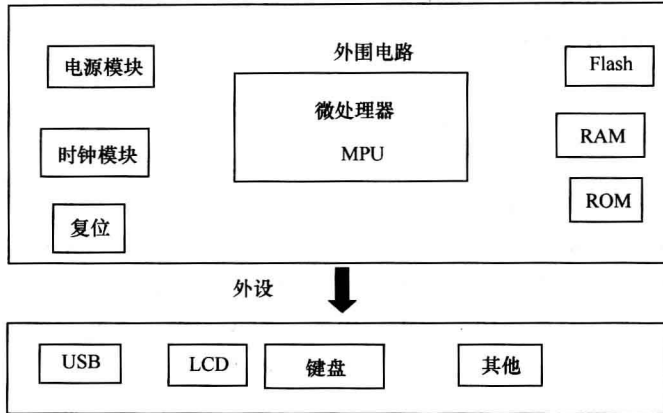 外围电路
电源模块
Flash
微处理器
MPU
时钟模块
RAM
复位
ROM
外设
USB
LCD
键盘
其他